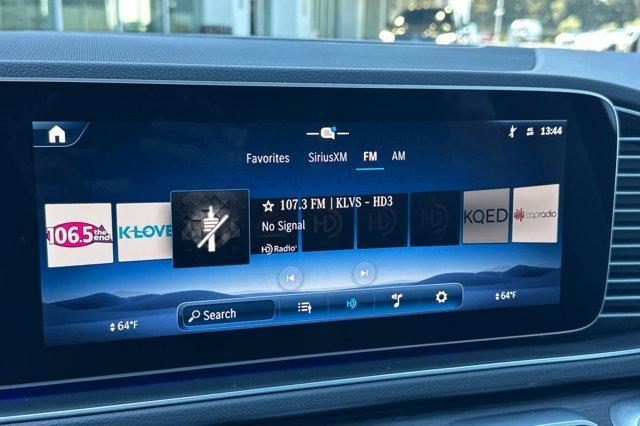 13:44
Favorites SiriusXM FM AM
106.5 the end
K-LOVE
☆ 107.3 FM | KLVS - HD3
No Signal
HD Radio
KQED
capradio
64°F
Search
HD
64°F